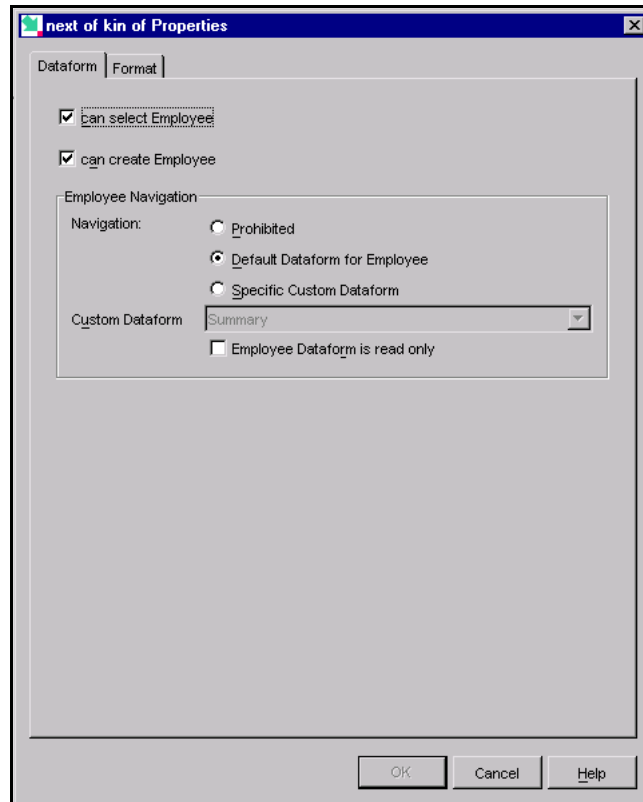 next of kin of Properties
Dataform Format
can select Employee
can create Employee
Employee Navigation
Navigation: Prohibited
Default Dataform for Employee
Specific Custom Dataform
Custom Dataform Summary
Employee Dataform is read only
OK Cancel Help